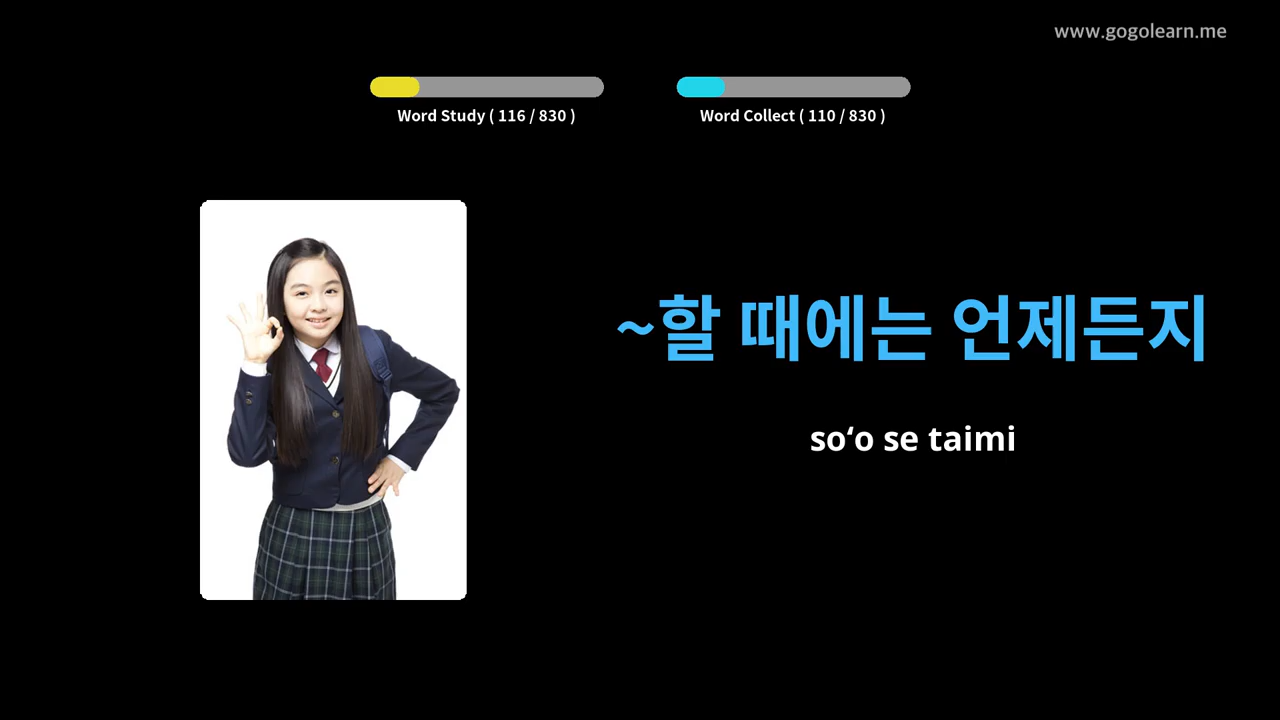 www.gogolearn.me
Word Study ( 116 / 830 )
Word Collect ( 110 / 830 )
~할 때에는 언제든지
soʻo se taimi